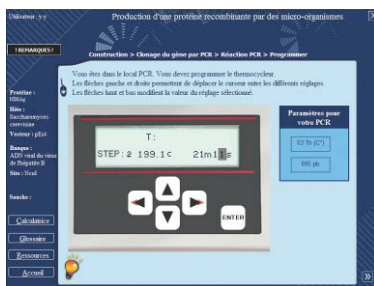 Utilisateur : y y
Production d'une protéine recombinante par des micro-organismes
! REMARQUES !
Construction > Clonage du gène par PCR > Réaction PCR > Programmer
Vous êtes dans le local PCR. Vous devez programmer le thermocycleur.
Les flèches gauche et droite permettent de déplacer le curseur entre les différents réglages.
Les flèches haut et bas modifient la valeur du réglage sélectionné.
Protéine :
HBsAg
Hôte :
Saccharomyces
cerevisiae
Vecteur : pEal
Banque :
ADN viral du virus
de l'hépatite B
Site : NcoI
Souche :
T:
STEP: 2 199.1c 21m11s
ENTER
Paramètres pour
votre PCR
53 Th (C°)
pb
Calculatrice
Glossaire
Ressources
Accueil